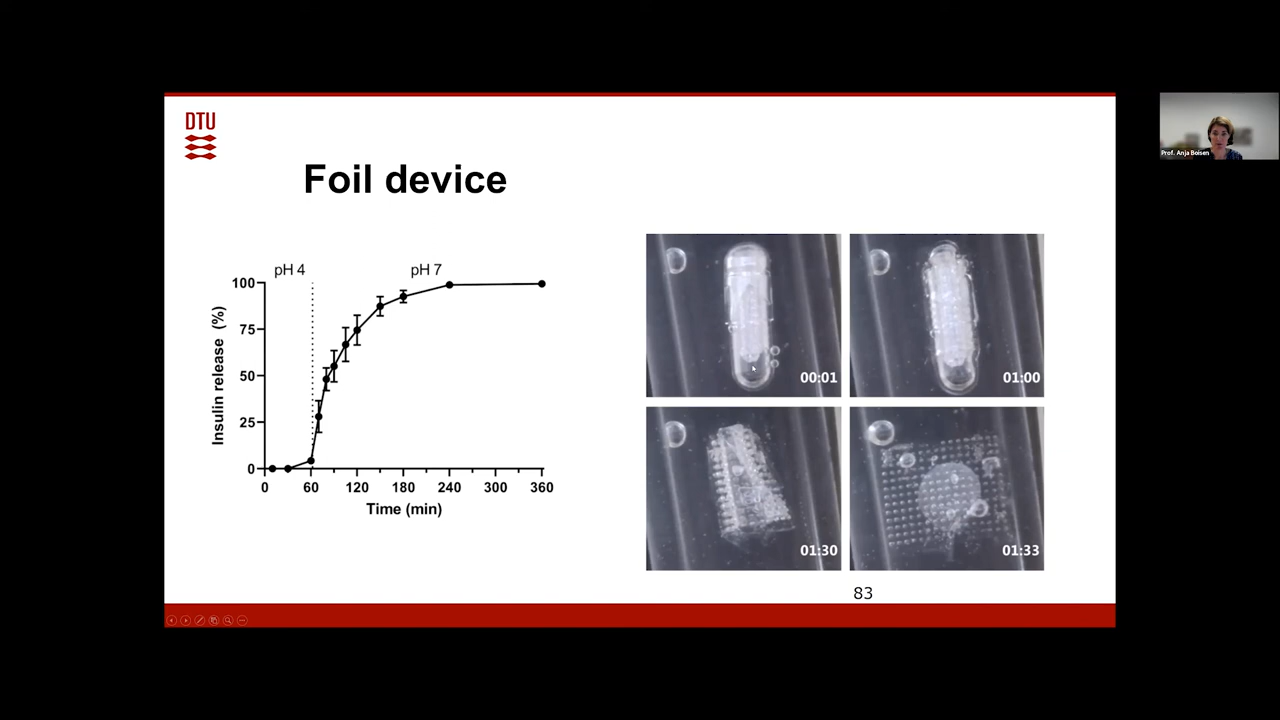 DTU
Foil device
pH 4
pH 7
100
75
50
25
0
Insulin release (%)
0
60
120
180
240
300
360
Time (min)
00:01
01:00
01:30
01:33
83
Prof. Anja Boisen